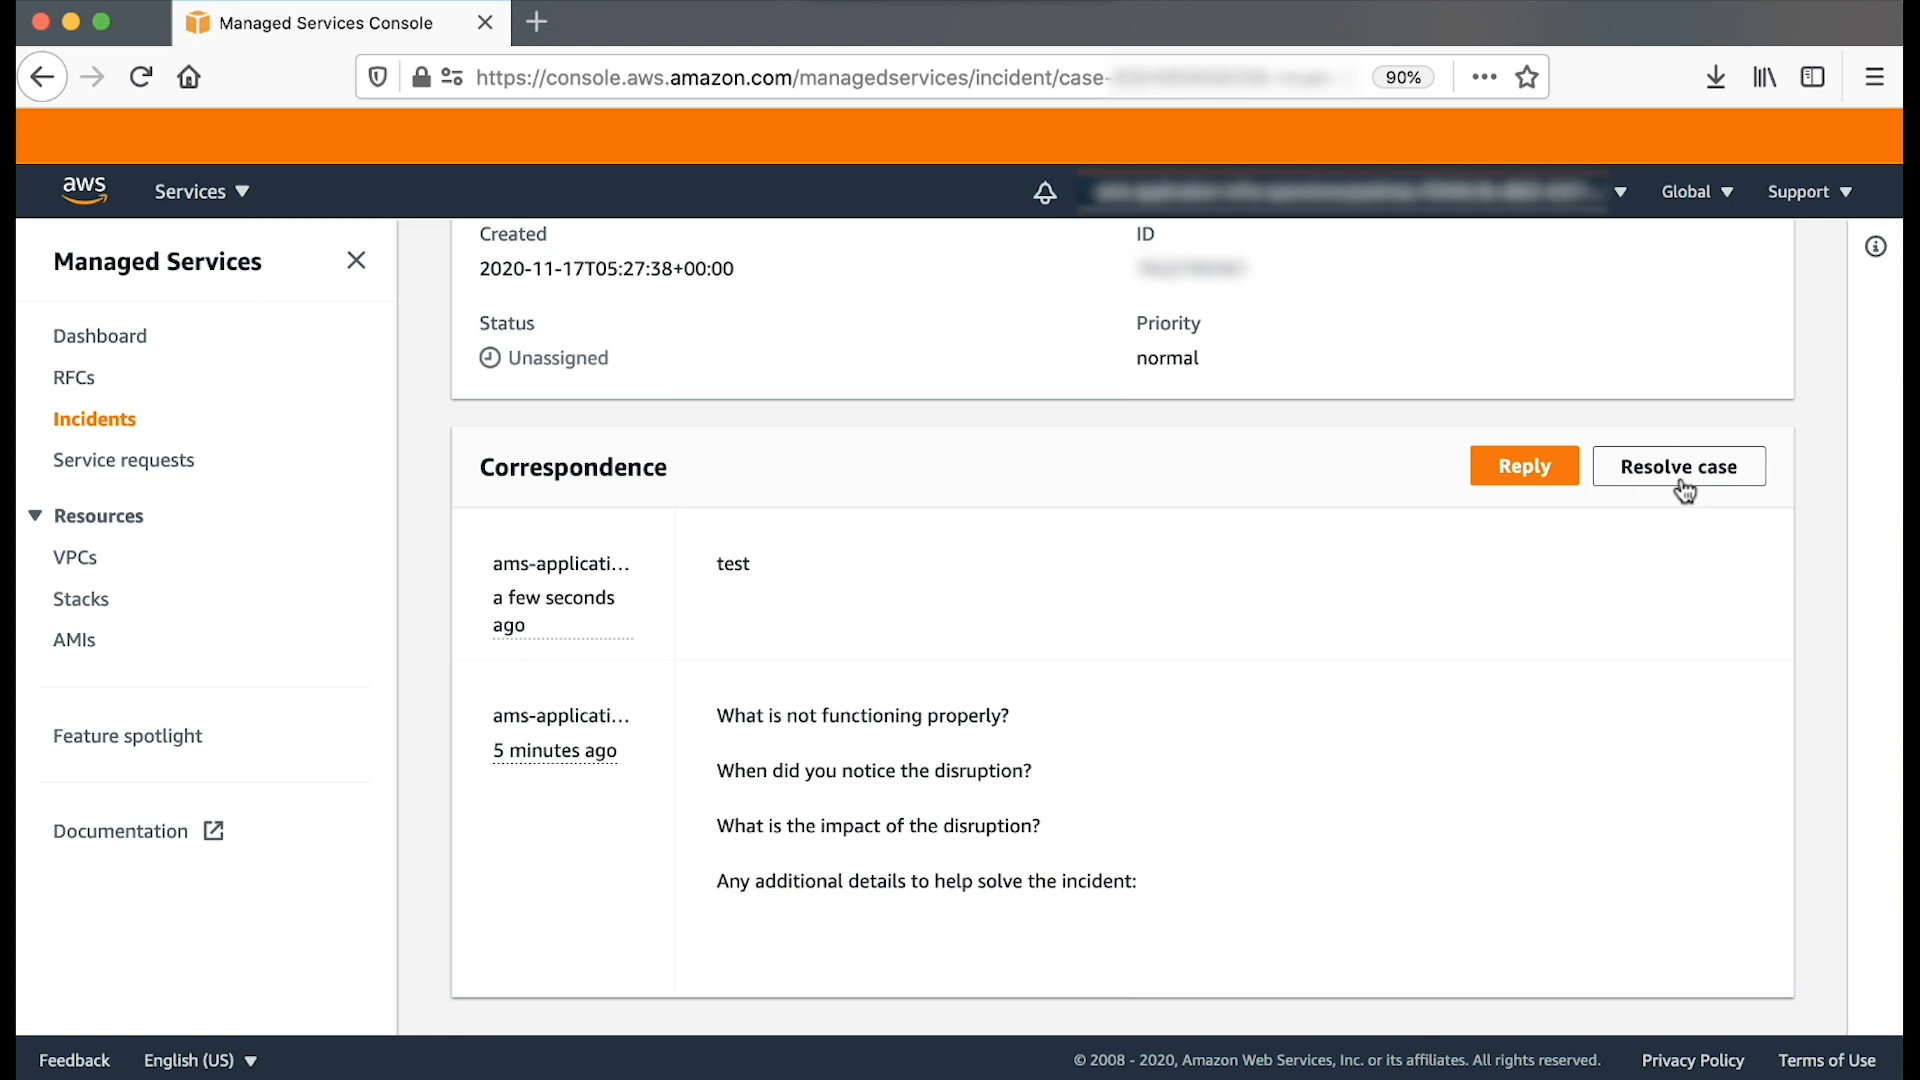 Managed Services Console
https://console.aws.amazon.com/managedservices/incident/case-
90%
aws
Services
Global
Support
Managed Services
Dashboard
RFCs
Incidents
Service requests
Resources
VPCs
Stacks
AMIs
Feature spotlight
Documentation
Created
ID
2020-11-17T05:27:38+00:00
Status
Priority
Unassigned
normal
Correspondence
Reply
Resolve case
ams-applicati...
test
a few seconds
ago
ams-applicati...
What is not functioning properly?
5 minutes ago
When did you notice the disruption?
What is the impact of the disruption?
Any additional details to help solve the incident:
Feedback
English (US)
© 2008 - 2020, Amazon Web Services, Inc. or its affiliates. All rights reserved.
Privacy Policy
Terms of Use